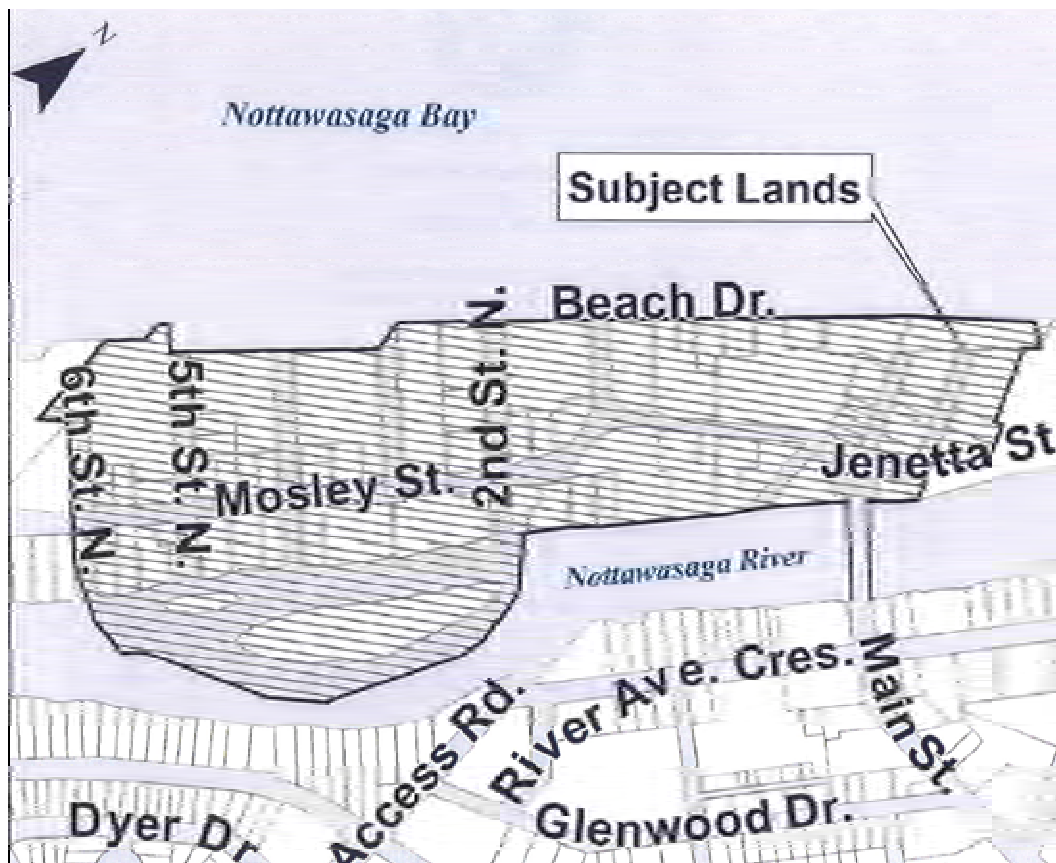 N
Nottawasaga Bay
Subject Lands
Beach Dr.
2nd St. N.
6th St. N.
5th St. N.
Mosley St.
Jenetta St
Nottawasaga River
River Ave. Cres.
Main St.
Access Rd.
Glenwood Dr.
Dyer Dr